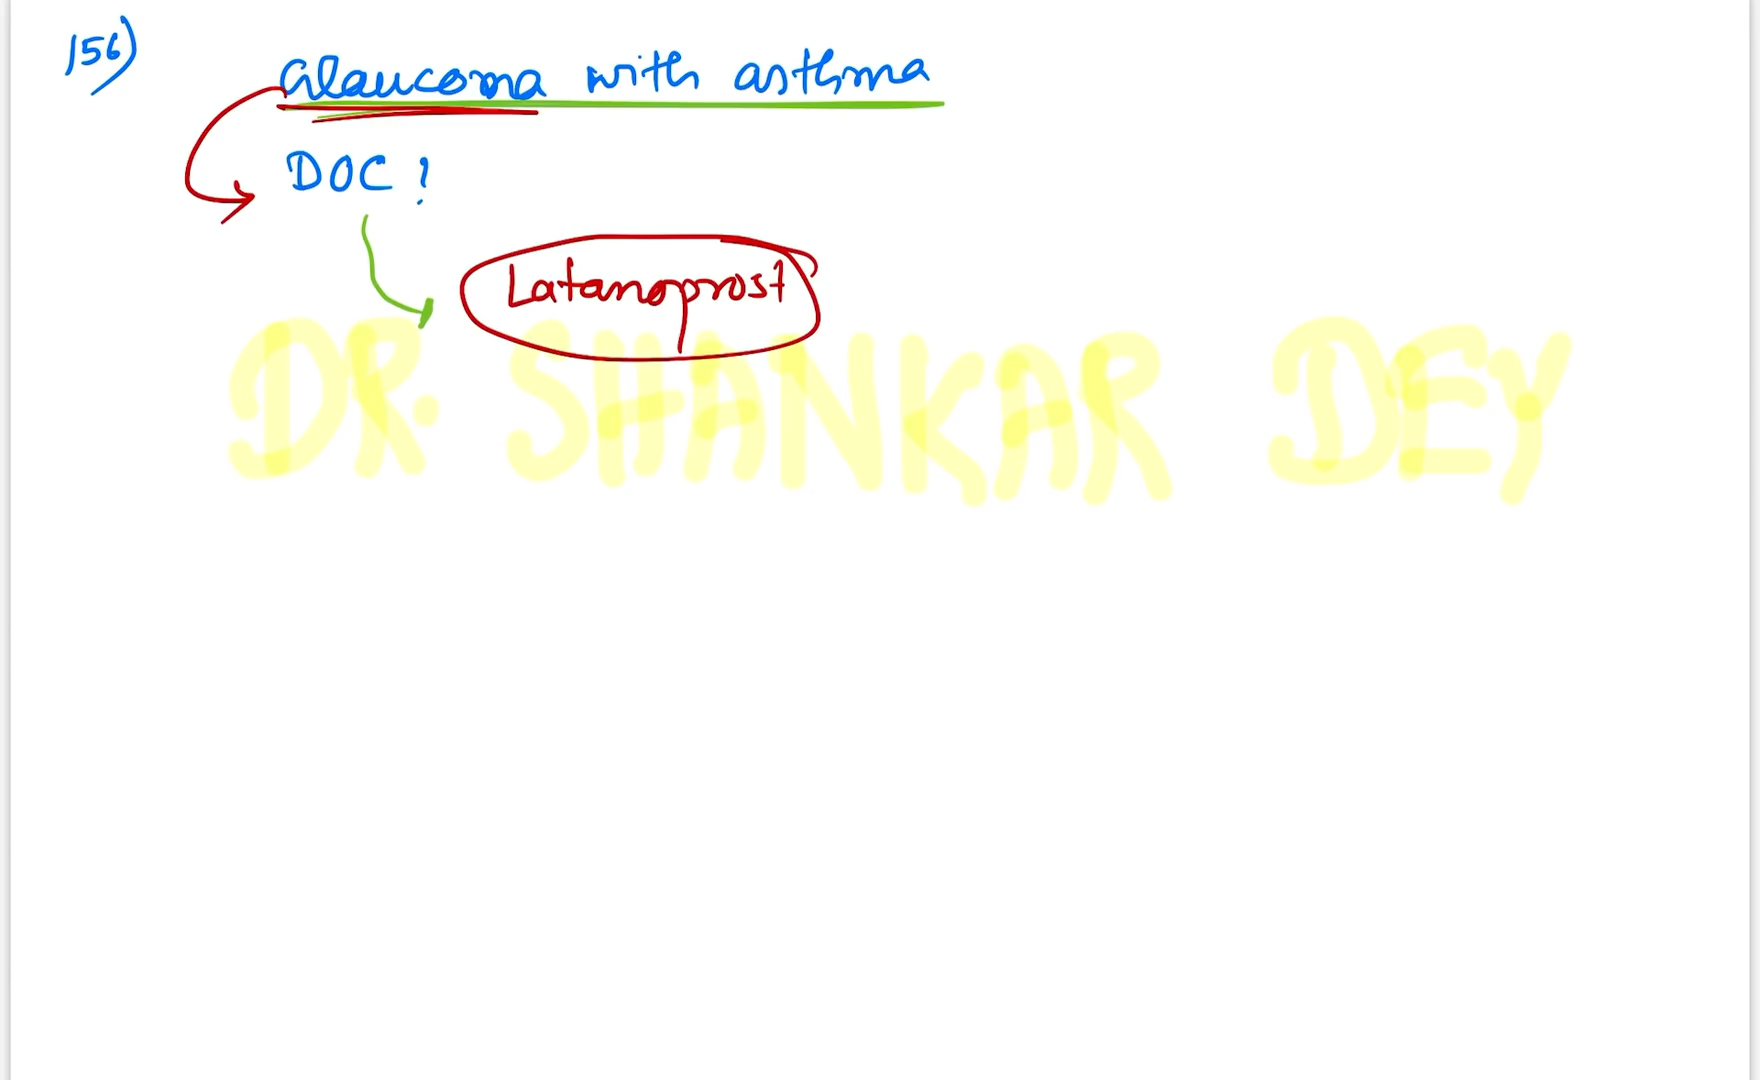 156)
Glaucoma with asthma
DOC ?
Latanoprost
DR. SHANKAR DEY